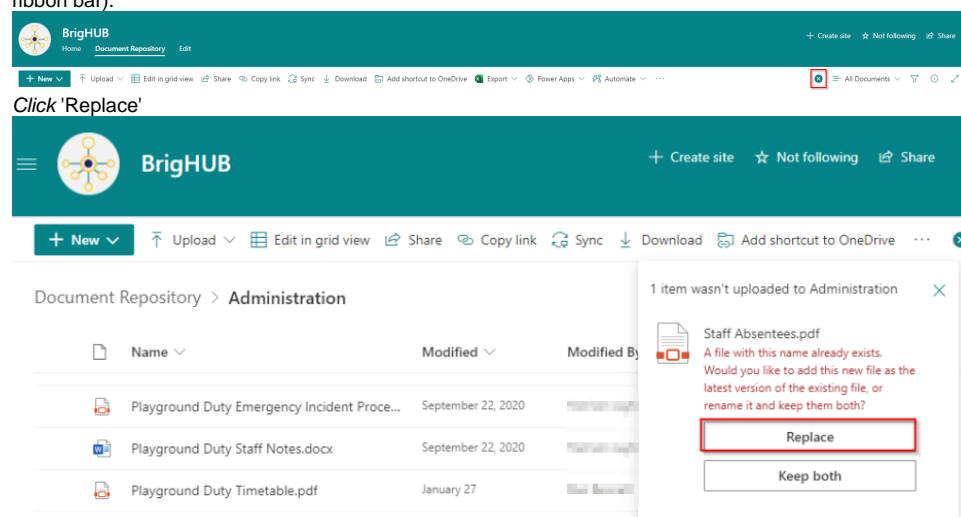 ribbon bar).
BrigHUB
Home Document Repository Edit
+ Create site Not following Share
+ New Upload Edit in grid view Share Copy link Sync Download Add shortcut to OneDrive Export Power Apps Automate ...
All Documents
Click 'Replace'
BrigHUB
+ Create site Not following Share
+ New Upload Edit in grid view Share Copy link Sync Download Add shortcut to OneDrive ...
Document Repository > Administration
Name Modified Modified By
Playground Duty Emergency Incident Proce... September 22, 2020
Playground Duty Staff Notes.docx September 22, 2020
Playground Duty Timetable.pdf January 27
1 item wasn't uploaded to Administration
Staff Absentees.pdf
A file with this name already exists.
Would you like to add this new file as the
latest version of the existing file, or
rename it and keep them both?
Replace
Keep both